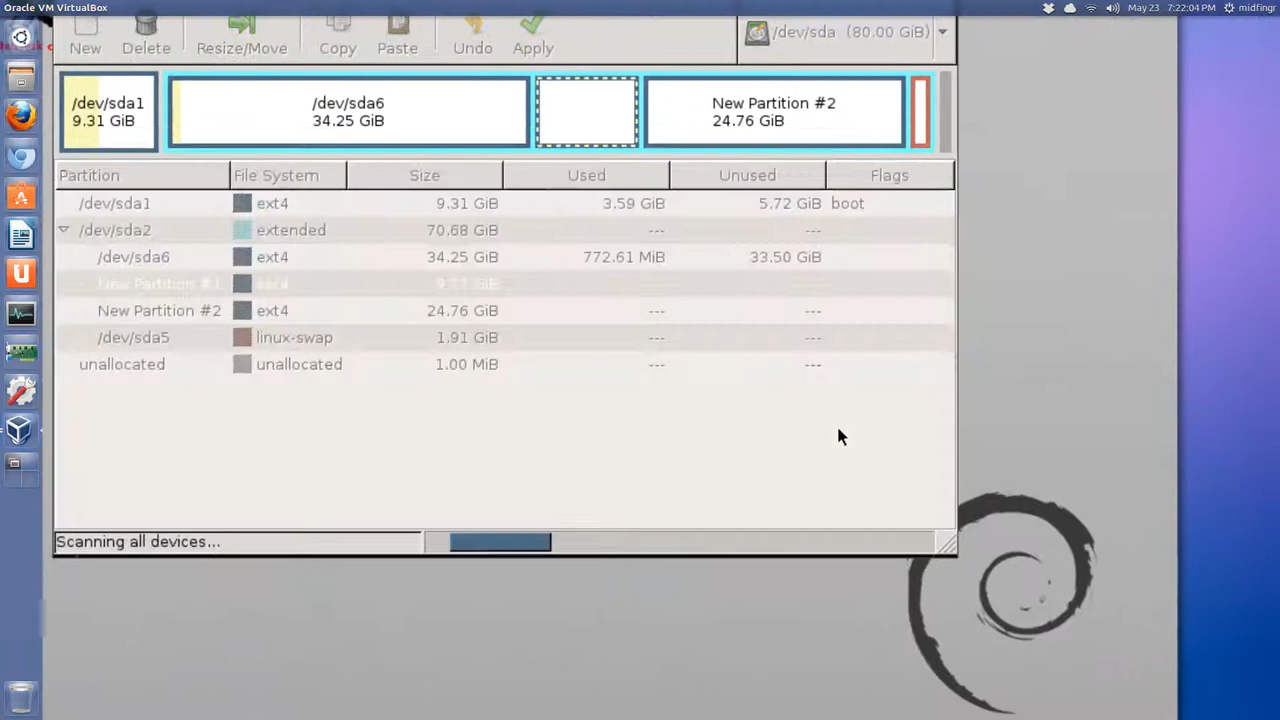 Oracle VM VirtualBox
May 23 7:22:04 PM midfingr
New Delete Resize/Move Copy Paste Undo Apply /dev/sda (80.00 GiB)
/dev/sda1
9.31 GiB
/dev/sda6
34.25 GiB
New Partition #2
24.76 GiB
Partition File System Size Used Unused Flags
/dev/sda1 ext4 9.31 GiB 3.59 GiB 5.72 GiB boot
/dev/sda2 extended 70.68 GiB --- ---
/dev/sda6 ext4 34.25 GiB 772.61 MiB 33.50 GiB
New Partition #1 ext4
New Partition #2 ext4 24.76 GiB --- ---
/dev/sda5 linux-swap 1.91 GiB --- ---
unallocated unallocated 1.00 MiB --- ---
Scanning all devices...